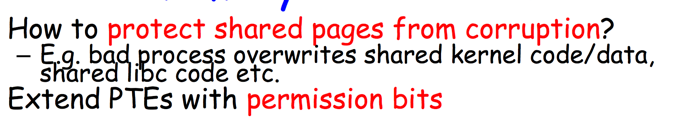 How to protect shared pages from corruption?
– E.g. bad process overwrites shared kernel code/data,
shared libc code etc.
Extend PTEs with permission bits